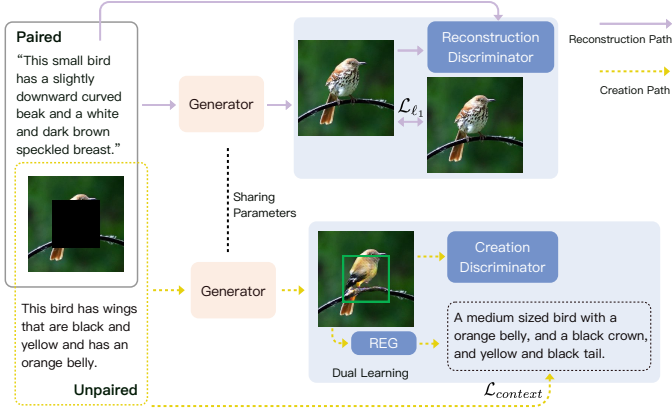 Paired
“This small bird
has a slightly
downward curved
beak and a white
and dark brown
speckled breast.”
This bird has wings
that are black and
yellow and has an
orange belly.
Unpaired
Generator
Sharing
Parameters
Generator
Reconstruction
Discriminator
ℒℓ₁
Creation
Discriminator
REG
Dual Learning
A medium sized bird with a
orange belly, and a black crown,
and yellow and black tail.
ℒcontext
Reconstruction Path
Creation Path